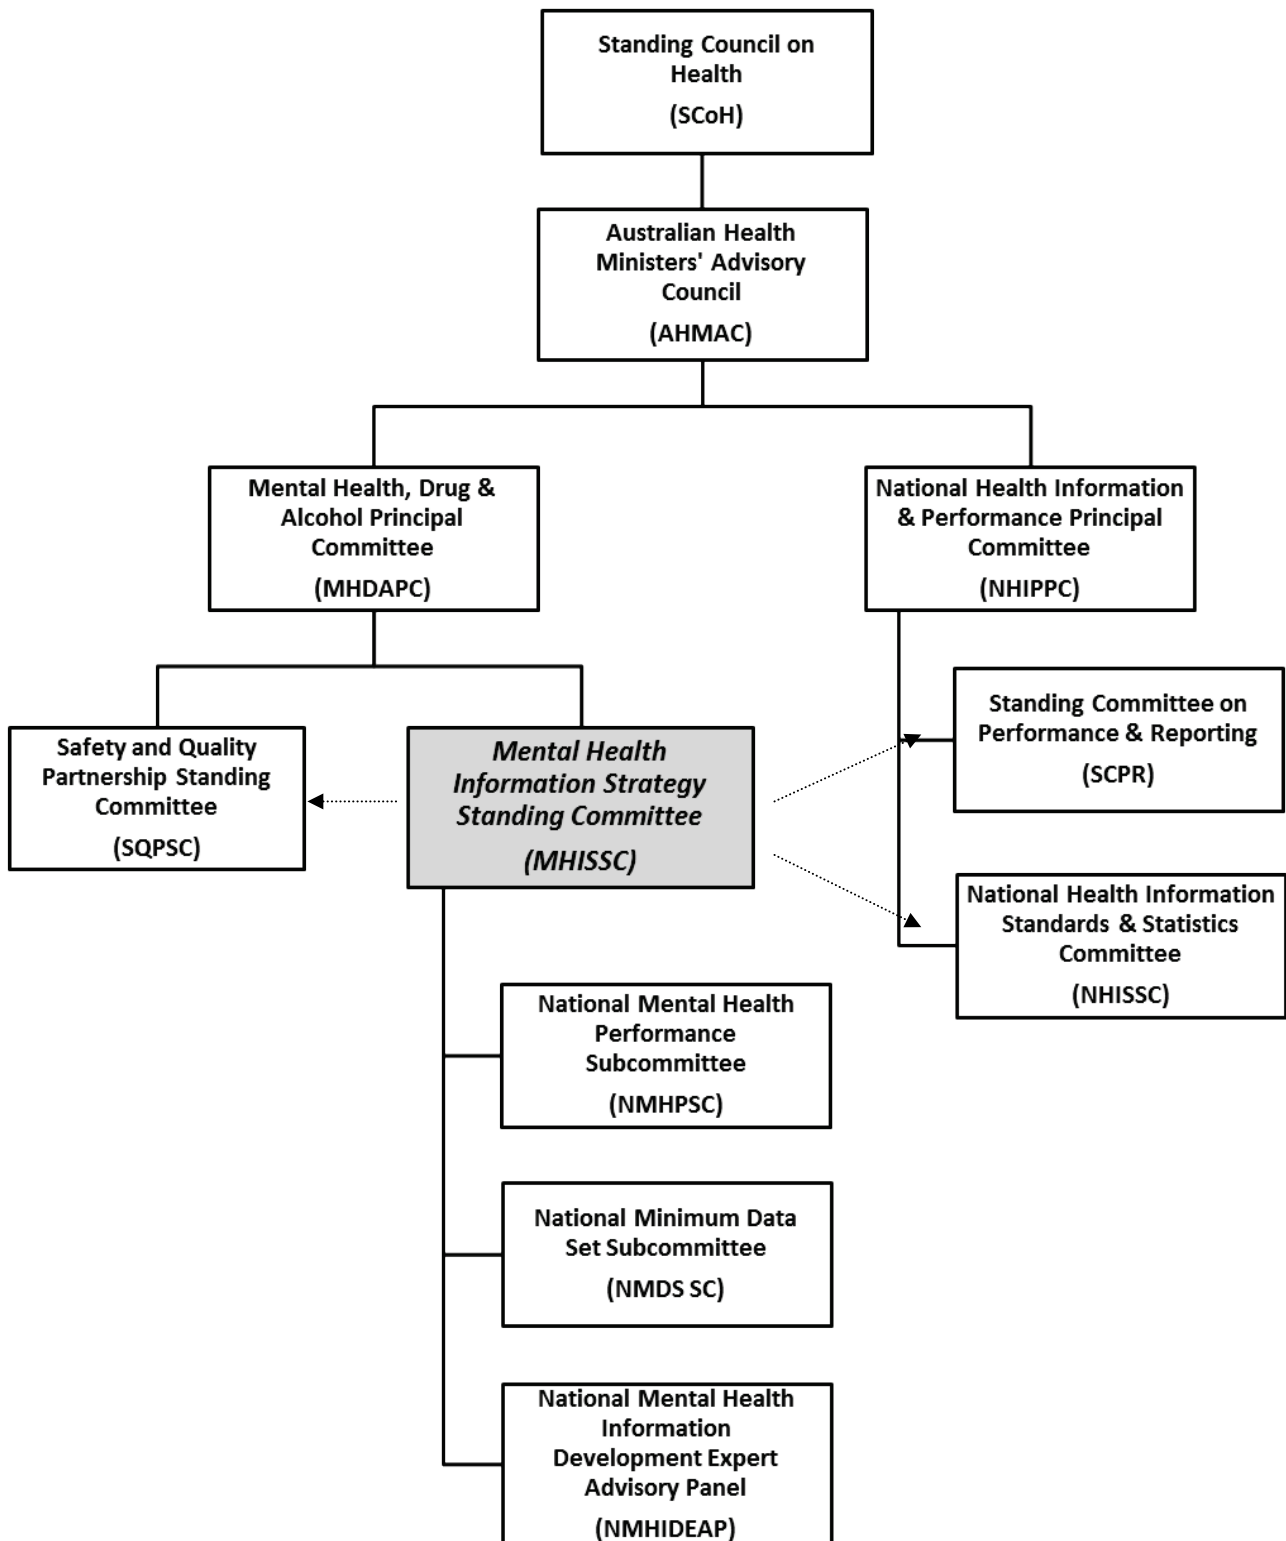 Standing Council on
Health
(SCoH)
Australian Health
Ministers' Advisory
Council
(AHMAC)
Mental Health, Drug &
Alcohol Principal
Committee
(MHDAPC)
National Health Information
& Performance Principal
Committee
(NHIPPC)
Safety and Quality
Partnership Standing
Committee
(SQPSC)
Mental Health
Information Strategy
Standing Committee
(MHISSC)
Standing Committee on
Performance & Reporting
(SCPR)
National Health Information
Standards & Statistics
Committee
(NHISSC)
National Mental Health
Performance
Subcommittee
(NMHPSC)
National Minimum Data
Set Subcommittee
(NMDS SC)
National Mental Health
Information
Development Expert
Advisory Panel
(NMHIDEAP)